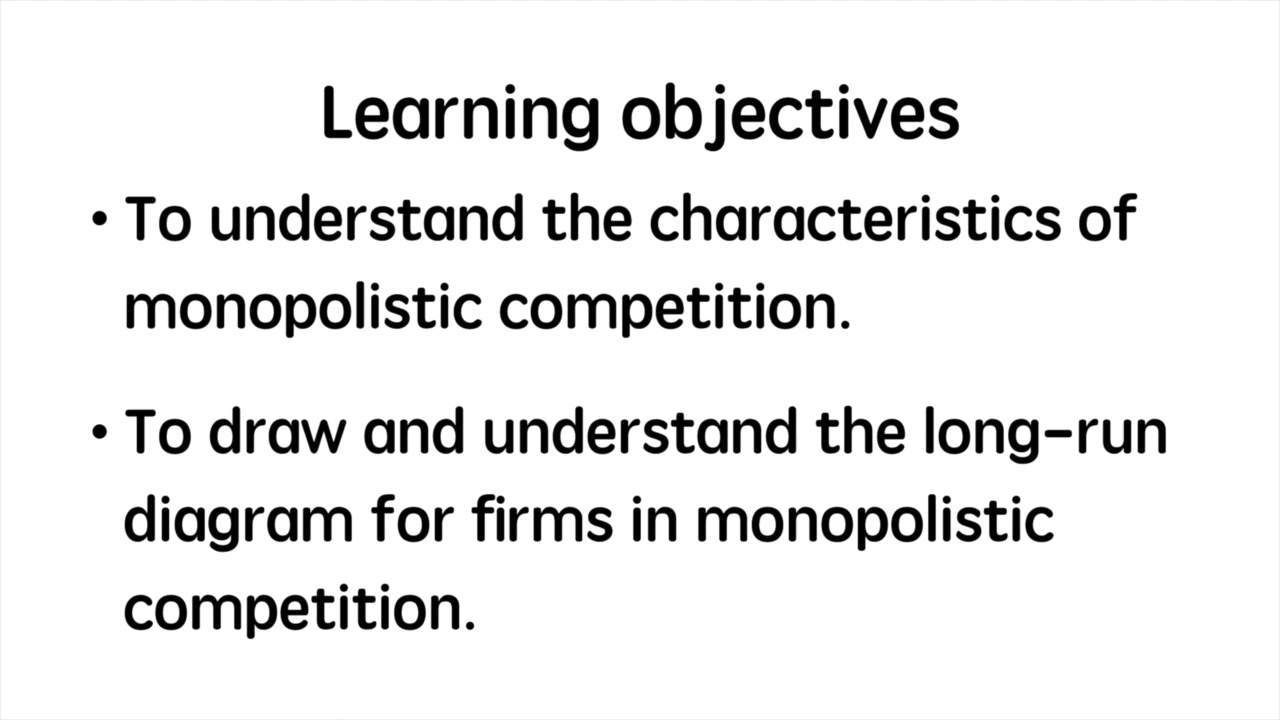 Learning objectives
• To understand the characteristics of
monopolistic competition.
• To draw and understand the long-run
diagram for firms in monopolistic
competition.